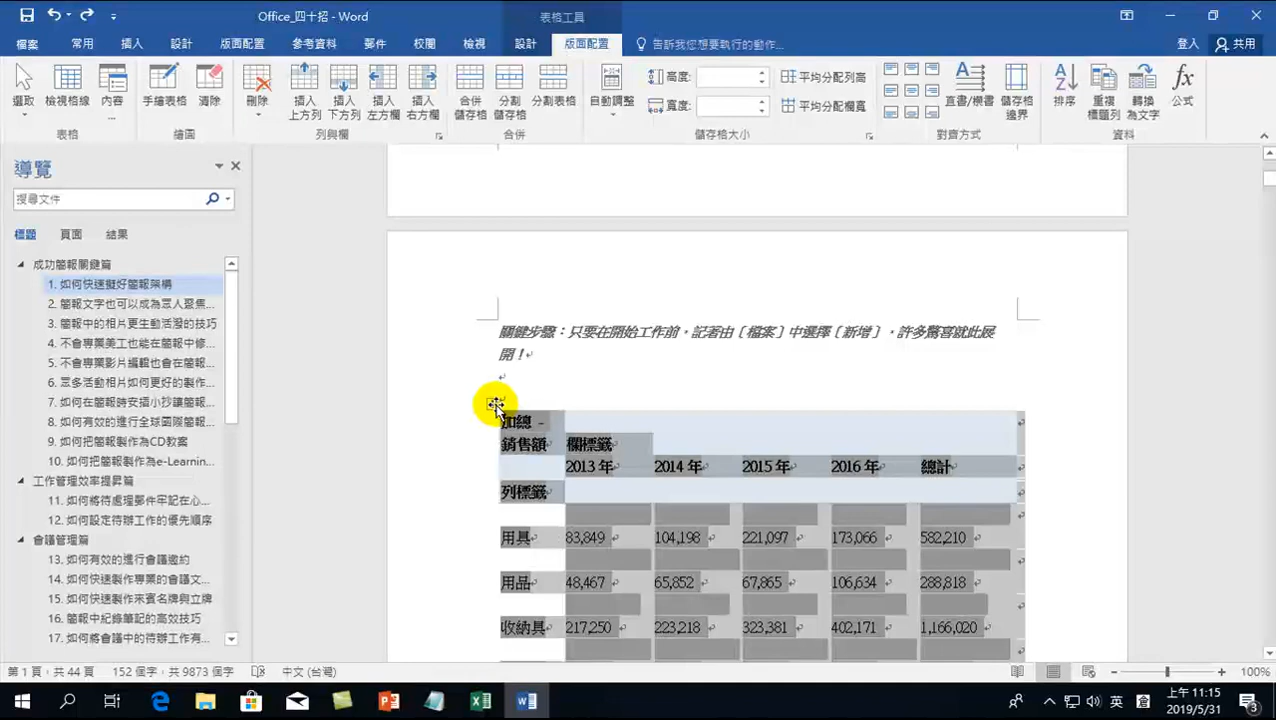 Office_四十招 - Word
表格工具
檔案 常用 插入 設計 版面配置 參考資料 郵件 校閱 檢視 設計 版面配置 告訴我您想要執行的動作... 登入 共用
選取 檢視格線 內容 ... 手繪表格 清除 刪除 插入上方列 插入下方列 插入左方欄 插入右方欄 合併儲存格 分割儲存格 分割表格 自動調整 高度: 寬度: 平均分配列高 平均分配欄寬 直書/橫書 儲存格邊界 排序 重複標題列 轉換為文字 公式
表格 繪圖 列與欄 合併 儲存格大小 對齊方式 資料
導覽
搜尋文件
標題 頁面 結果
成功簡報關鍵篇
1. 如何快速擬好簡報架構
2. 簡報文字也可以成為眾人聚焦...
3. 簡報中的相片更生動活潑的技巧
4. 不會專業美工也能在簡報中修...
5. 不會專業影片編輯也會在簡報...
6. 眾多活動相片如何更好的製作...
7. 如何在簡報時安插小抄讓簡報...
8. 如何有效的進行全球國際簡報...
9. 如何把簡報製作為CD教案
10. 如何把簡報製作為e-Learnin...
工作管理效率提昇篇
11. 如何將待處理郵件牢記在心...
12. 如何設定待辦工作的優先順序
會議管理篇
13. 如何有效的進行會議邀約
14. 如何快速製作專業的會議文...
15. 如何快速製作來賓名牌與立牌
16. 簡報中紀錄筆記的高效技巧
17. 如何將會議中的待辦工作有...
關鍵步驟：只要在開始工作前，記著由〔檔案〕中選擇〔新增〕，許多驚喜就此展
開！
加總 -
銷售額 欄標籤
2013 年 2014 年 2015 年 2016 年 總計
列標籤
用具 83,849 104,198 221,097 173,066 582,210
用品 48,467 65,852 67,865 106,634 288,818
收納具 217,250 223,218 323,381 402,171 1,166,020
第 1 頁，共 44 頁 152 個字，共 9873 個字 中文 (台灣) 100%
英 上午 11:15
2019/5/31 3